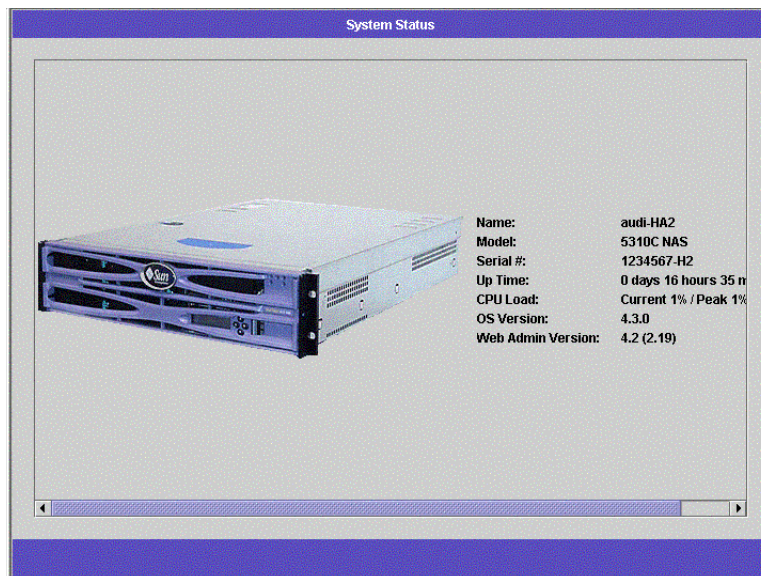 System Status
Name: audi-HA2
Model: 5310C NAS
Serial #: 1234567-H2
Up Time: 0 days 16 hours 35 m
CPU Load: Current 1% / Peak 1%
OS Version: 4.3.0
Web Admin Version: 4.2 (2.19)
Sun